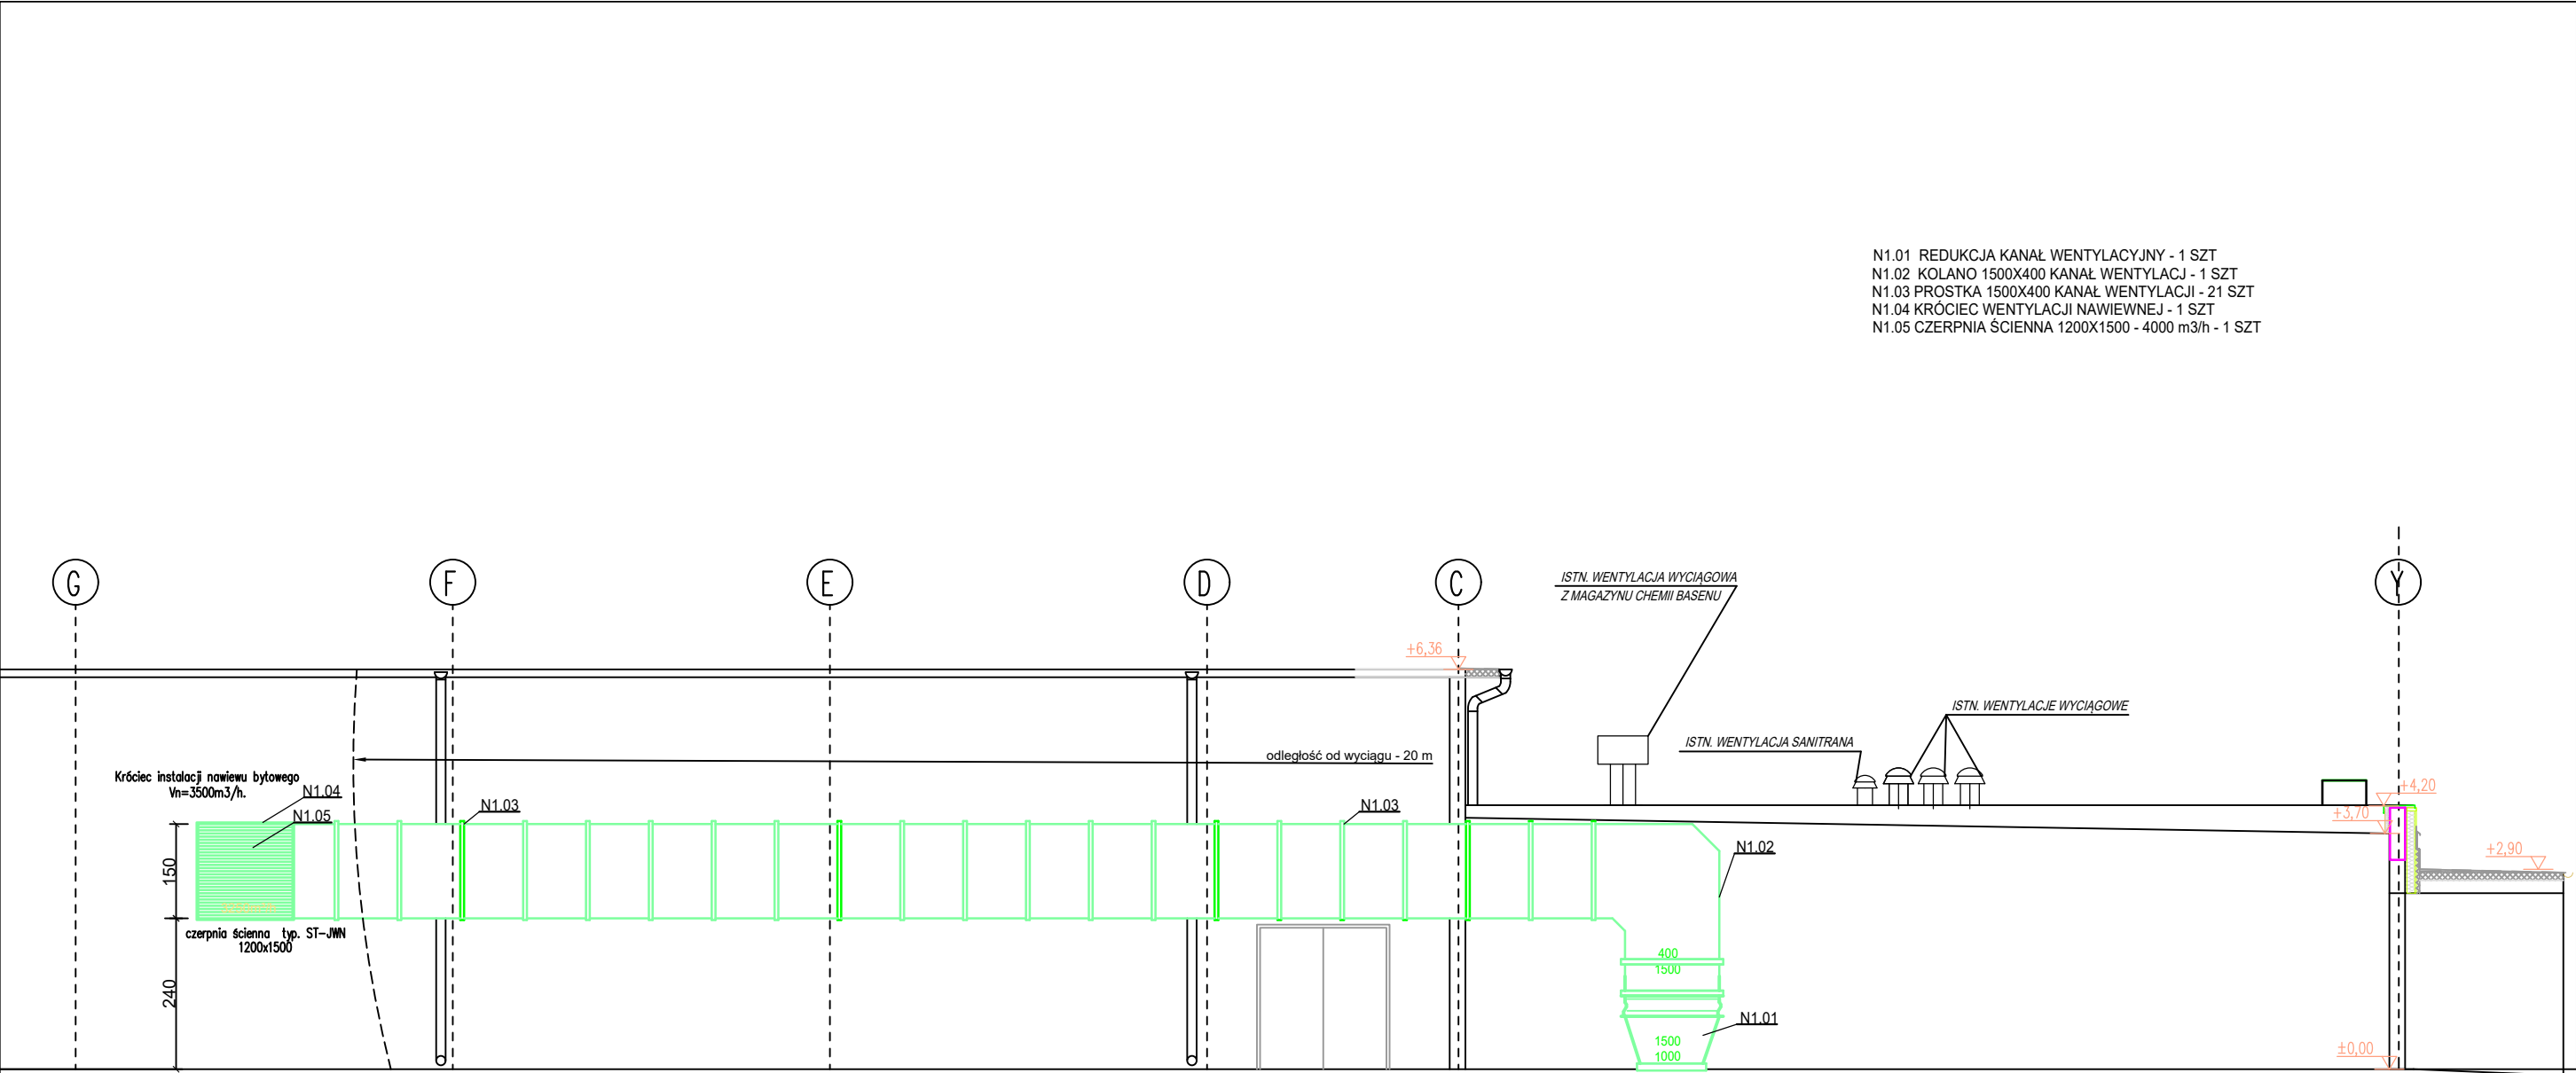 N1.01 REDUKCJA KANAŁ WENTYLACYJNY - 1 SZT
N1.02 KOLANO 1500X400 KANAŁ WENTYLACJ - 1 SZT
N1.03 PROSTKA 1500X400 KANAŁ WENTYLACJI - 21 SZT
N1.04 KRÓCIEC WENTYLACJI NAWIEWNEJ - 1 SZT
N1.05 CZERPNIA ŚCIENNA 1200X1500 - 4000 m3/h - 1 SZT
G
F
E
D
C
Y
ISTN. WENTYLACJA WYCIĄGOWA
Z MAGAZYNU CHEMII BASENU
+6,36
ISTN. WENTYLACJE WYCIĄGOWE
ISTN. WENTYLACJA SANITRANA
odległość od wyciągu - 20 m
Króciec instalacji nawiewu bytowego
Vn=3500m3/h.
N1.04
N1.05
N1.03
N1.03
+4,20
+3,70
+2,90
N1.02
150
czerpnia ścienna typ. ST-JWN
1200x1500
240
400
1500
N1.01
1500
1000
±0,00